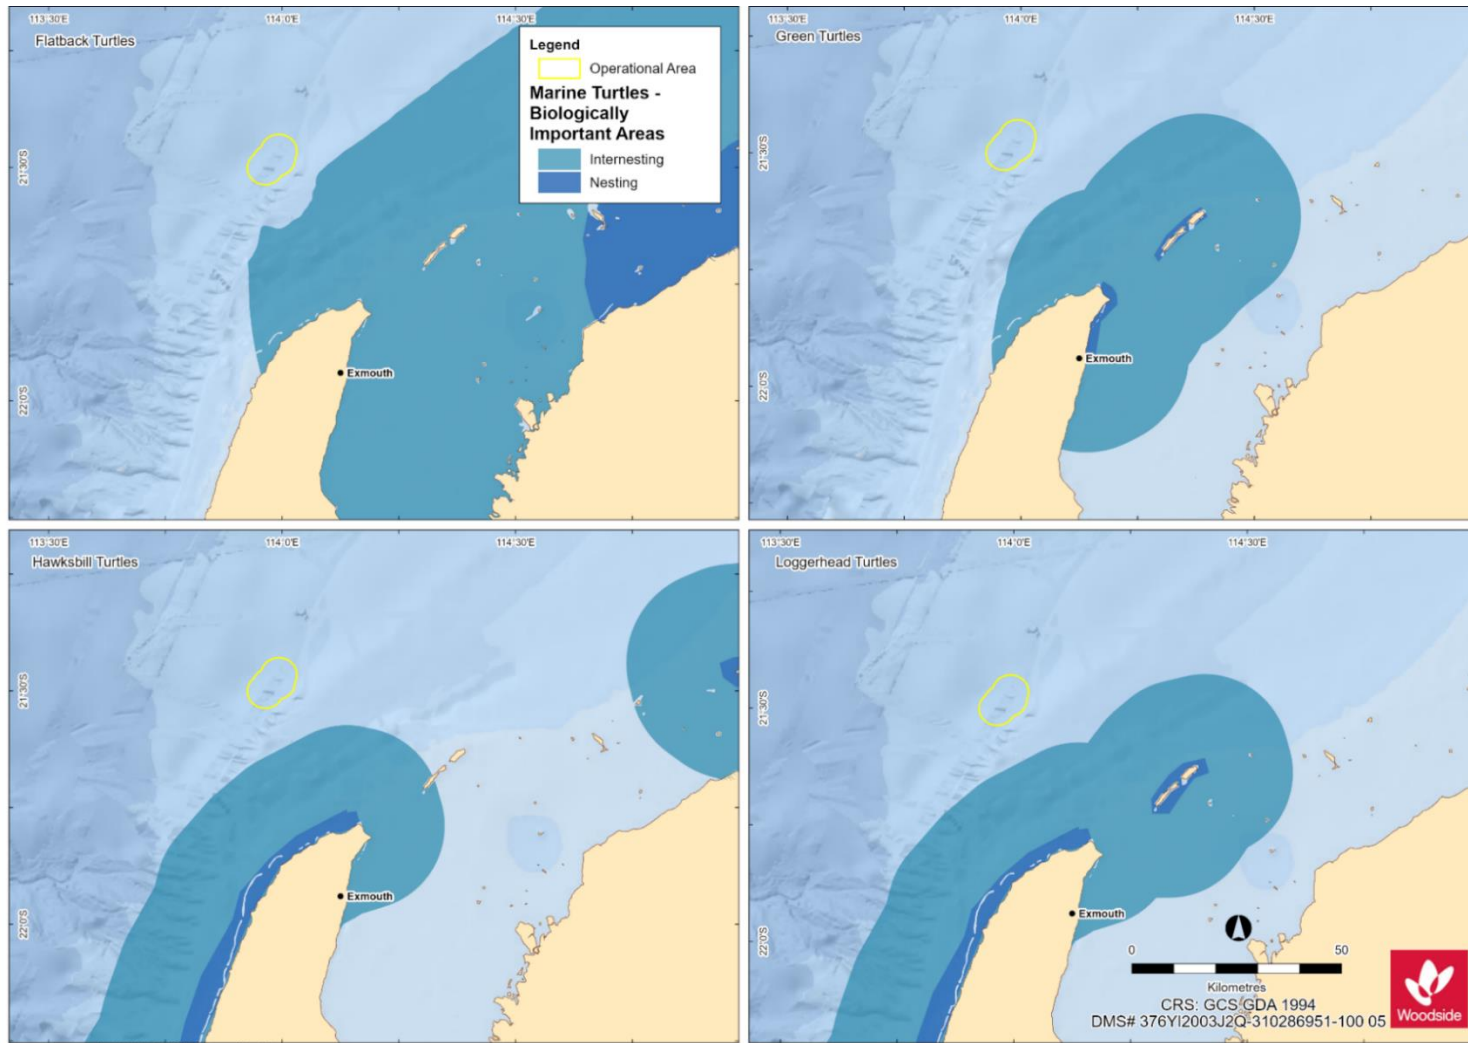 113°30'E
114°0'E
114°30'E
Flatback Turtles
21°30'S
22°0'S
Exmouth
Legend
Operational Area
Marine Turtles -
Biologically
Important Areas
Internesting
Nesting
113°30'E
114°0'E
114°30'E
Green Turtles
21°30'S
22°0'S
Exmouth
113°30'E
114°0'E
114°30'E
Hawksbill Turtles
21°30'S
22°0'S
Exmouth
113°30'E
114°0'E
114°30'E
Loggerhead Turtles
21°30'S
22°0'S
Exmouth
0 50
Kilometres
CRS: GCS GDA 1994
DMS# 376YI2003J2Q-310286951-100 05
Woodside